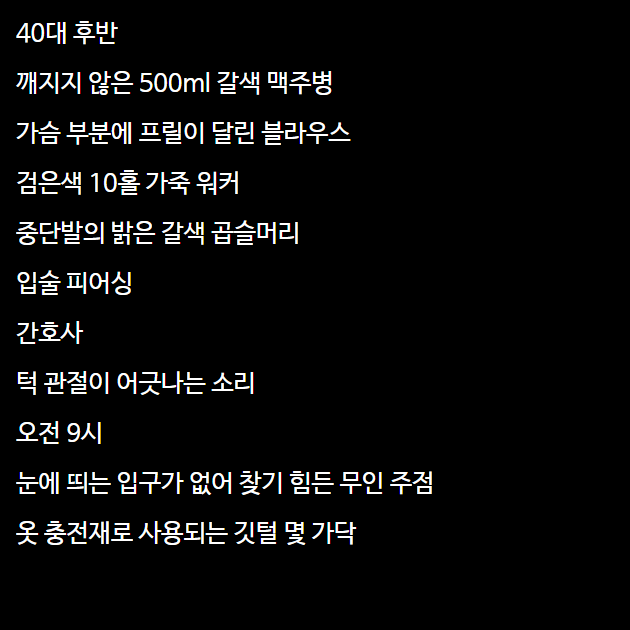 40대 후반
깨지지 않은 500ml 갈색 맥주병
가슴 부분에 프릴이 달린 블라우스
검은색 10홀 가죽 워커
중단발의 밝은 갈색 곱슬머리
입술 피어싱
간호사
턱 관절이 어긋나는 소리
오전 9시
눈에 띄는 입구가 없어 찾기 힘든 무인 주점
옷 충전재로 사용되는 깃털 몇 가닥